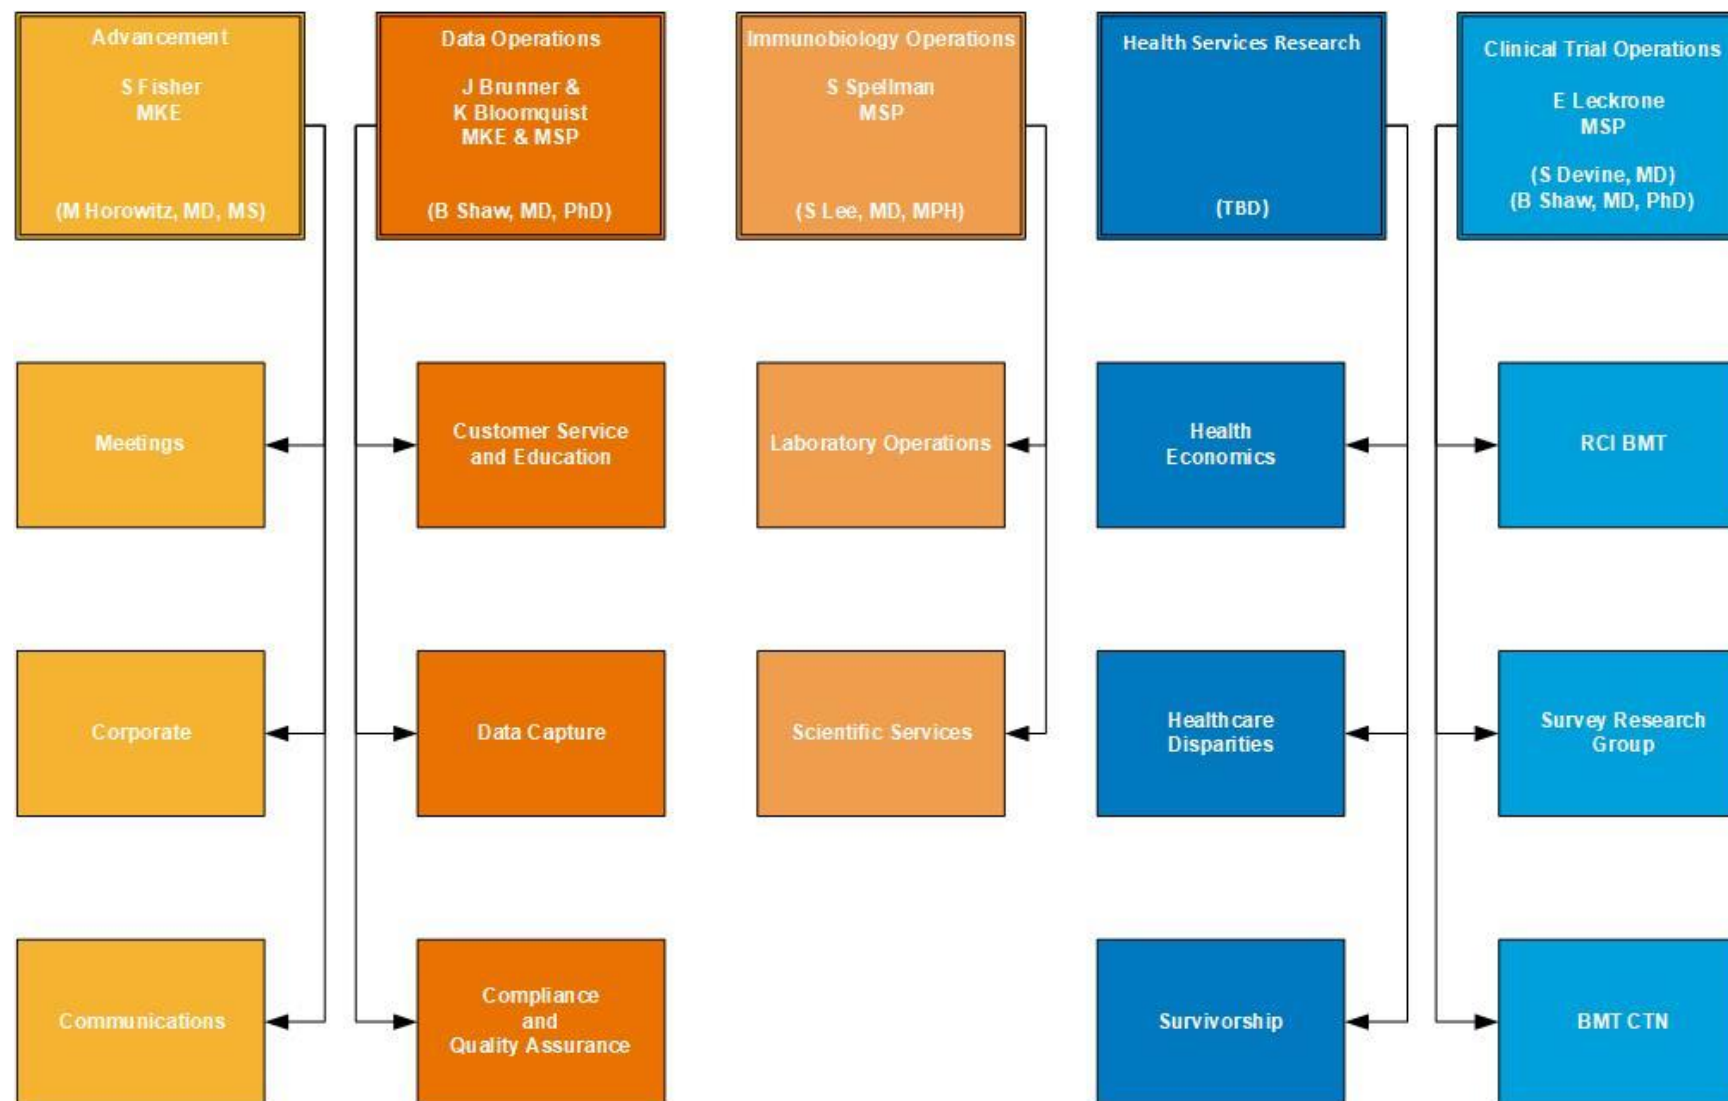 Advancement
S Fisher
MKE
(M Horowitz, MD, MS)
Data Operations
J Brunner &
K Bloomquist
MKE & MSP
(B Shaw, MD, PhD)
Immunobiology Operations
S Spellman
MSP
(S Lee, MD, MPH)
Health Services Research
(TBD)
Clinical Trial Operations
E Leckrone
MSP
(S Devine, MD)
(B Shaw, MD, PhD)
Meetings
Customer Service
and Education
Laboratory Operations
Health
Economics
RCI BMT
Corporate
Data Capture
Scientific Services
Healthcare
Disparities
Survey Research
Group
Communications
Compliance
and
Quality Assurance
Survivorship
BMT CTN